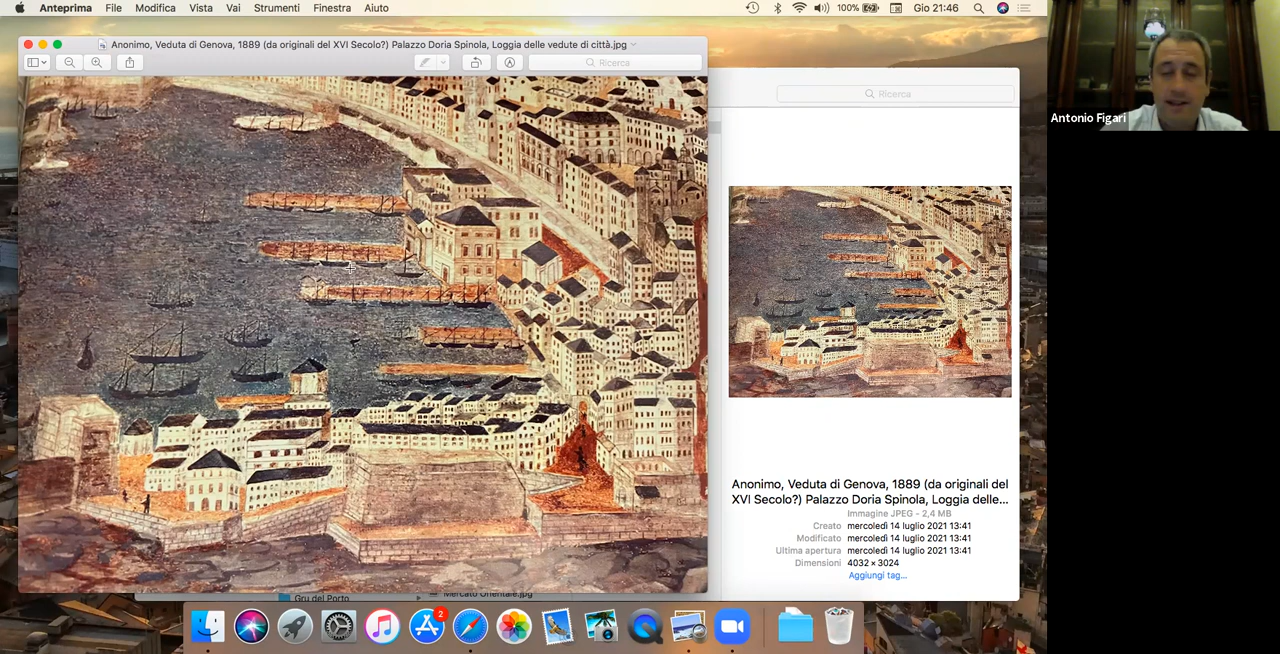 Anteprima File Modifica Vista Vai Strumenti Finestra Aiuto 100% Gio 21:46
Anonimo, Veduta di Genova, 1889 (da originali del XVI Secolo?) Palazzo Doria Spinola, Loggia delle vedute di città.jpg
Ricerca
Ricerca
Antonio Figari
Anonimo, Veduta di Genova, 1889 (da originali del
XVI Secolo?) Palazzo Doria Spinola, Loggia delle...
Immagine JPEG - 2,4 MB
Creato mercoledì 14 luglio 2021 13:41
Modificato mercoledì 14 luglio 2021 13:41
Ultima apertura mercoledì 14 luglio 2021 13:41
Dimensioni 4032 × 3024
Aggiungi tag...
Gru del Porto Mercato Orientale.jpg
2